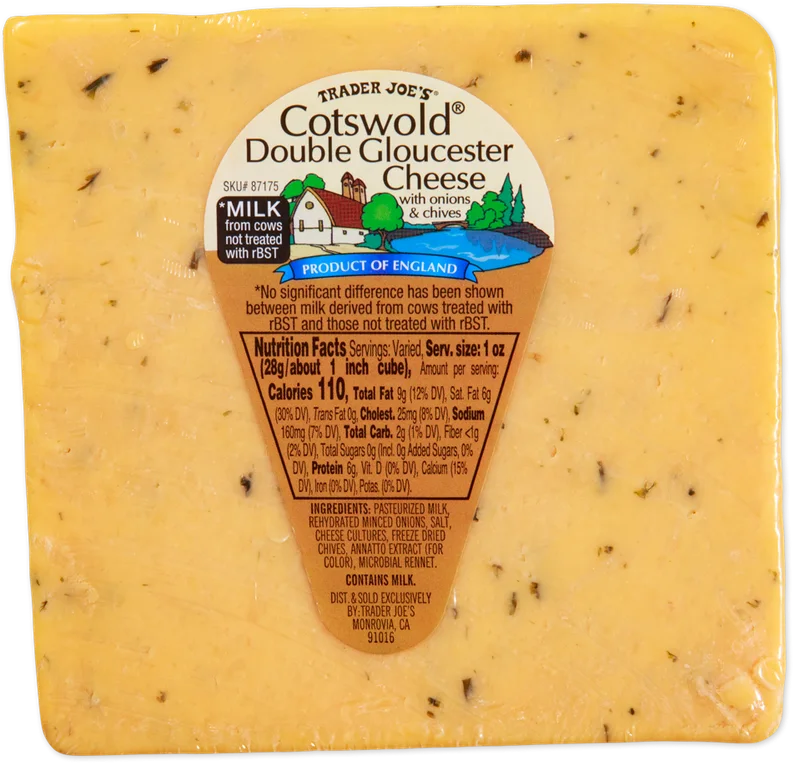 TRADER JOE'S®
Cotswold®
Double Gloucester
Cheese
with onions
& chives
SKU# 87175
*MILK
from cows
not treated
with rBST
PRODUCT OF ENGLAND
*No significant difference has been shown
between milk derived from cows treated with
rBST and those not treated with rBST.
Nutrition Facts Servings: Varied, Serv. size: 1 oz
(28g/about 1 inch cube), Amount per serving:
Calories 110, Total Fat 9g (12% DV), Sat. Fat 6g
(30% DV), Trans Fat 0g, Cholest. 25mg (8% DV), Sodium
160mg (7% DV), Total Carb. 2g (1% DV), Fiber <1g
(2% DV), Total Sugars 0g (Incl. 0g Added Sugars, 0%
DV), Protein 6g, Vit. D (0% DV), Calcium (15%
DV), Iron (0% DV), Potas. (0% DV).
INGREDIENTS: PASTEURIZED MILK,
REHYDRATED MINCED ONIONS, SALT,
CHEESE CULTURES, FREEZE DRIED
CHIVES, ANNATTO EXTRACT (FOR
COLOR), MICROBIAL RENNET.
CONTAINS MILK.
DIST. & SOLD EXCLUSIVELY
BY: TRADER JOE'S
MONROVIA, CA
91016